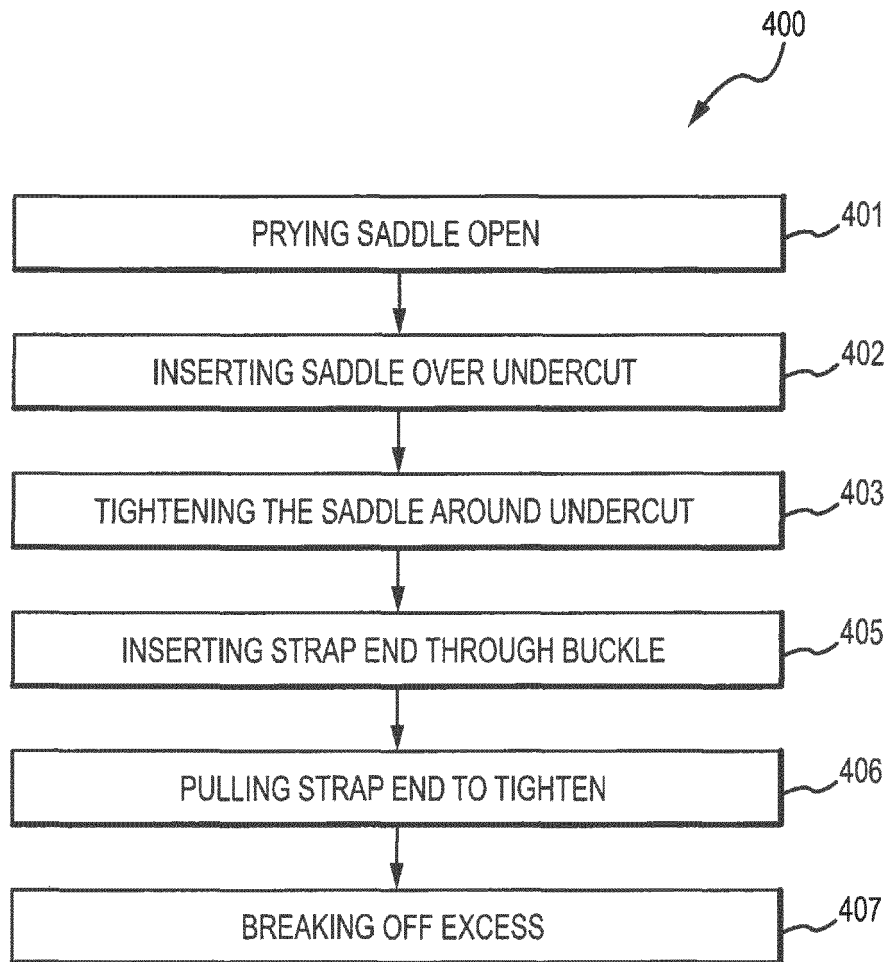 400
PRYING SADDLE OPEN
401
INSERTING SADDLE OVER UNDERCUT
402
TIGHTENING THE SADDLE AROUND UNDERCUT
403
INSERTING STRAP END THROUGH BUCKLE
405
PULLING STRAP END TO TIGHTEN
406
BREAKING OFF EXCESS
407